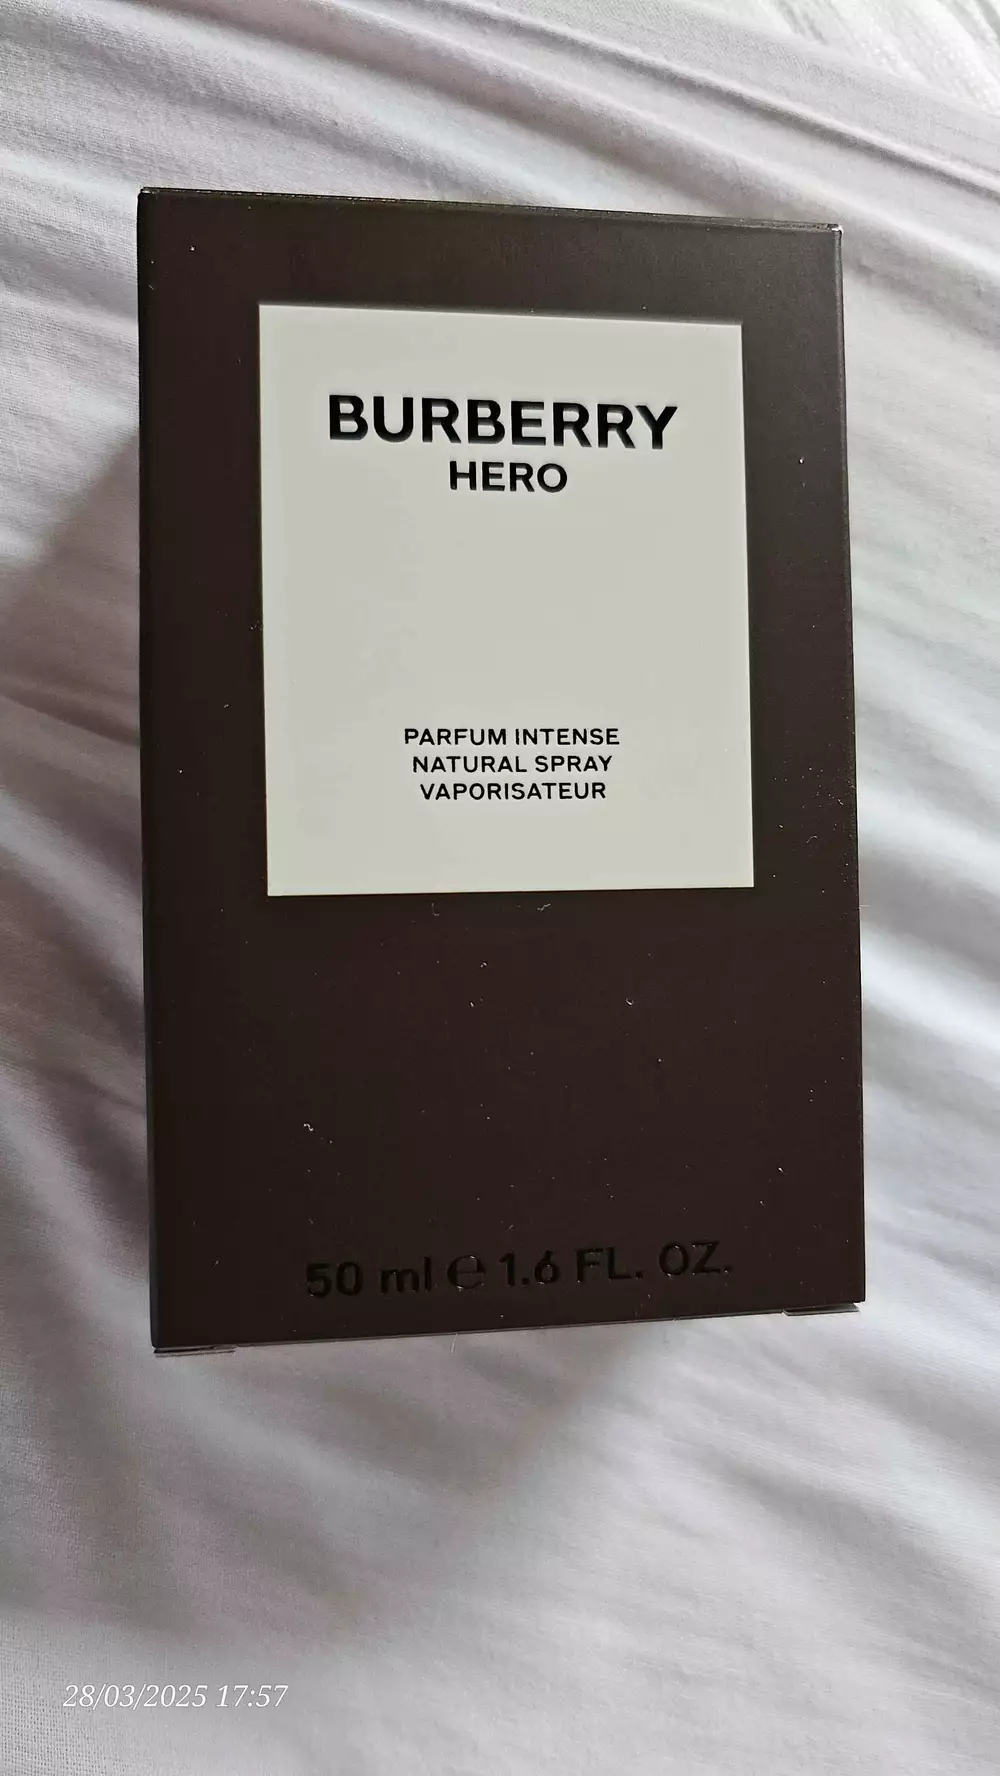 BURBERRY
HERO
PARFUM INTENSE
NATURAL SPRAY
VAPORISATEUR
50 ml ℮ 1.6 FL. OZ.
28/03/2025 17:57